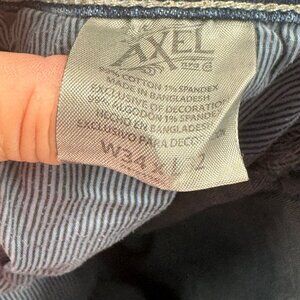 AXEL
99% COTTON 1% SPANDEX
MADE IN BANGLADESH
EXCLUSIVE OF DECORATION
99% ALGODON 1% SPANDEX
HECHO EN BANGLADESH
EXCLUSIVO PARA DECORACION
W34